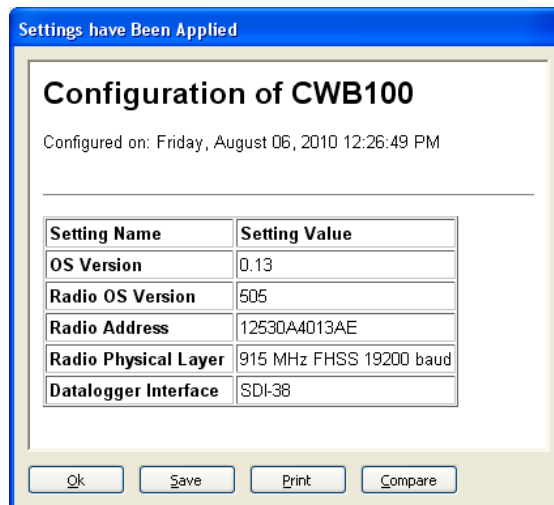 Settings have Been Applied
Configuration of CWB100
Configured on: Friday, August 06, 2010 12:26:49 PM
Setting Name Setting Value
OS Version 0.13
Radio OS Version 505
Radio Address 12530A4013AE
Radio Physical Layer 915 MHz FHSS 19200 baud
Datalogger Interface SDI-38
Ok Save Print Compare